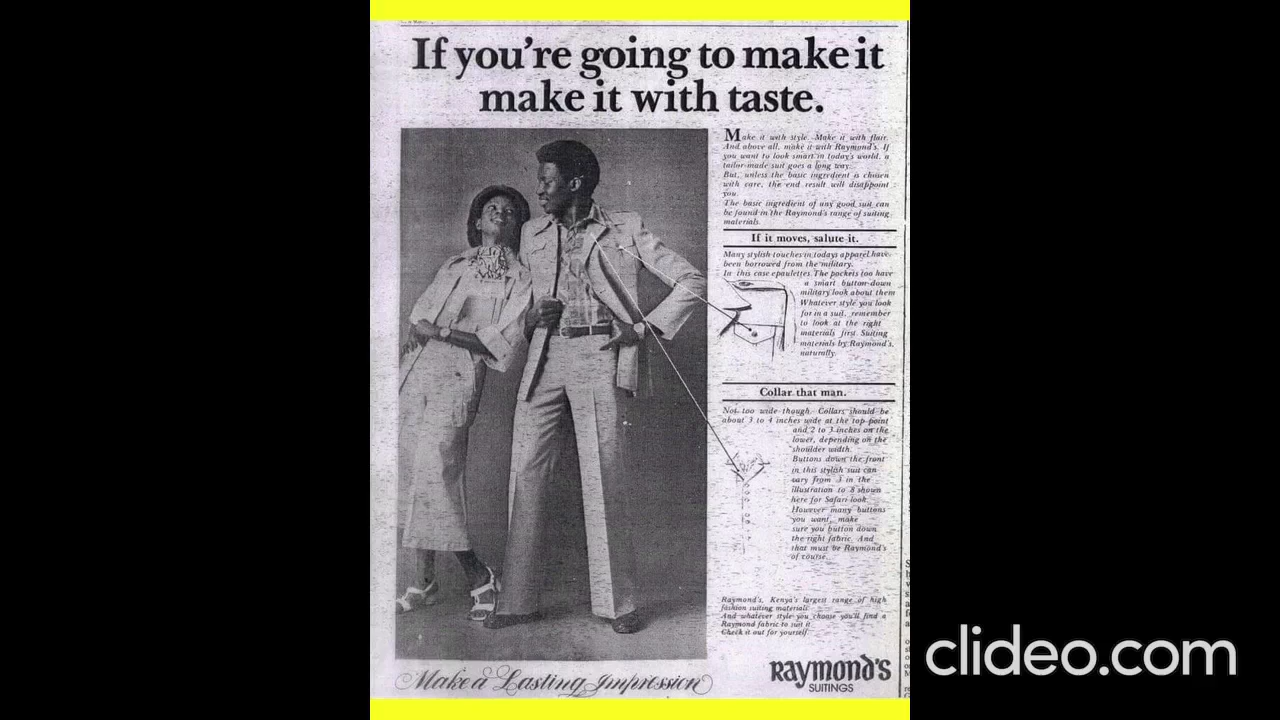 If you're going to make it
make it with taste.
Make it with style. Make it with flair.
And above all, make it with Raymond's. If
you want to look smart in today's world, a
tailor-made suit goes a long way.
But, unless the basic ingredient is chosen
with care, the end result will disappoint
you.
The basic ingredient of any good suit can
be found in the Raymond's range of suiting
materials.
If it moves, salute it.
Many stylish touches in todays apparel have
been borrowed from the military.
In this case epaulettes. The pockets too have
a smart button-down
military look about them
Whatever style you look
for in a suit, remember
to look at the right
materials first. Suiting
materials by Raymond's,
naturally.
Collar that man.
Not too wide though. Collars should be
about 3 to 4 inches wide at the top point
and 2 to 3 inches on the
lower, depending on the
shoulder width.
Buttons down the front
in this stylish suit can
vary from 3 in the
illustration to 8 shown
here for Safari look.
However many buttons
you want, make
sure you button down
the right fabric. And
that must be Raymond's
of course.
Raymond's, Kenya's largest range of high
fashion suiting materials
And whatever style you choose you'll find a
Raymond fabric to suit it
Check it out for yourself.
Make a Lasting Impression
Raymond's
SUITINGS
clideo.com